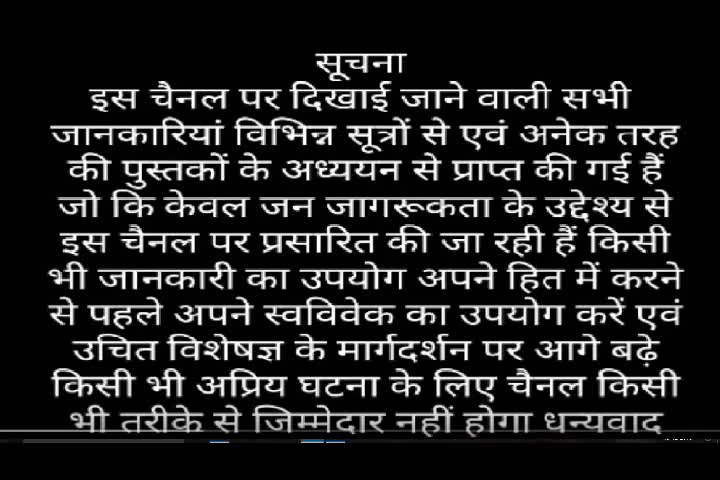 सूचना
इस चैनल पर दिखाई जाने वाली सभी
जानकारियां विभिन्न सूत्रों से एवं अनेक तरह
की पुस्तकों के अध्ययन से प्राप्त की गई हैं
जो कि केवल जन जागरूकता के उद्देश्य से
इस चैनल पर प्रसारित की जा रही हैं किसी
भी जानकारी का उपयोग अपने हित में करने
से पहले अपने स्वविवेक का उपयोग करें एवं
उचित विशेषज्ञ के मार्गदर्शन पर आगे बढ़े
किसी भी अप्रिय घटना के लिए चैनल किसी
भी तरीके से जिम्मेदार नहीं होगा धन्यवाद